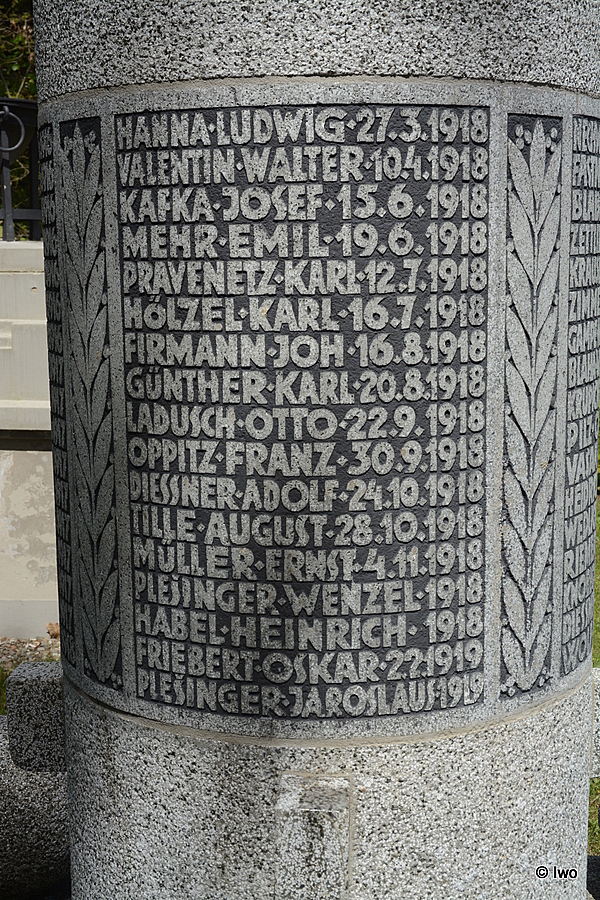 HANNA·LUDWIG·27.3.1918
VALENTIN·WALTER·10.4.1918
KAFKA·JOSEF·15.6.1918
MEHR·EMIL·19.6.1918
PRAVENETZ·KARL·12.7.1918
HÖLZEL·KARL·16.7.1918
FIRMANN·JOH·16.8.1918
GÜNTHER·KARL·20.8.1918
LADUSCH·OTTO·22.9.1918
OPPITZ·FRANZ·30.9.1918
DIESSNER·ADOLF·24.10.1918
TILLE·AUGUST·28.10.1918
MÜLLER·ERNST·4.11.1918
PLEŠINGER·WENZEL·1918
HABEL·HEINRICH·1918
FRIEBERT·OSKAR·2?.1919
PLEŠINGER·JAROSLAUS·1919
© Iwo